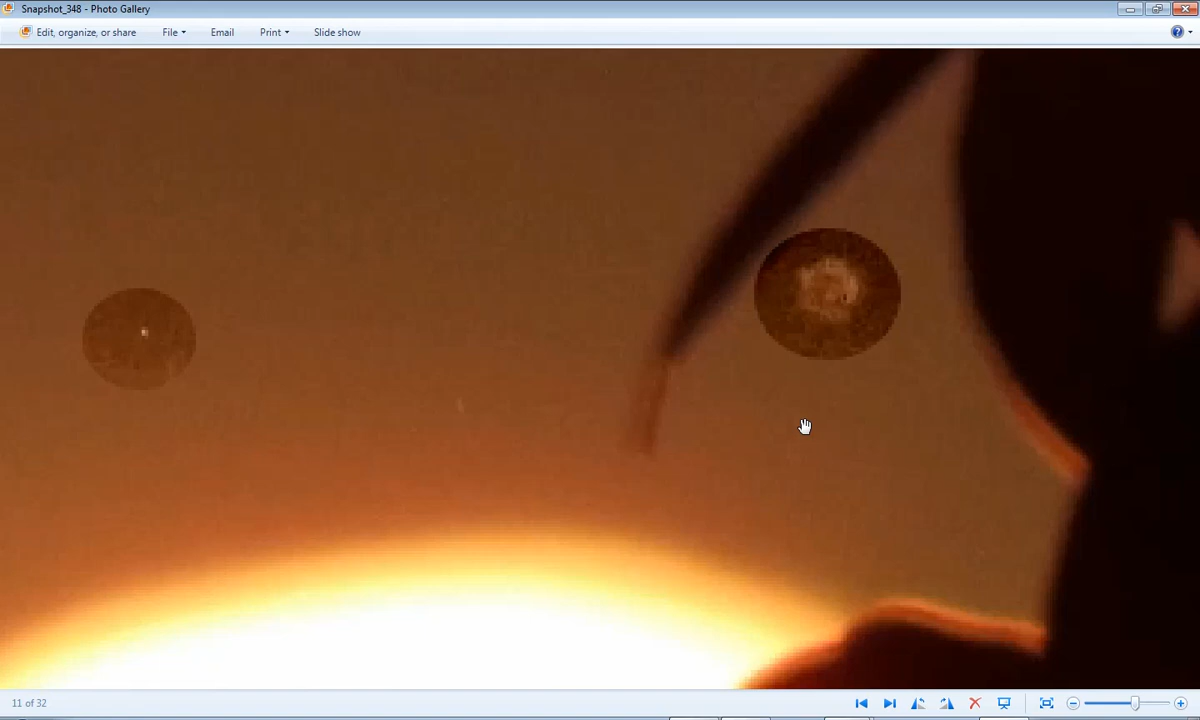 Snapshot_348 - Photo Gallery
Edit, organize, or share File Email Print Slide show
11 of 32